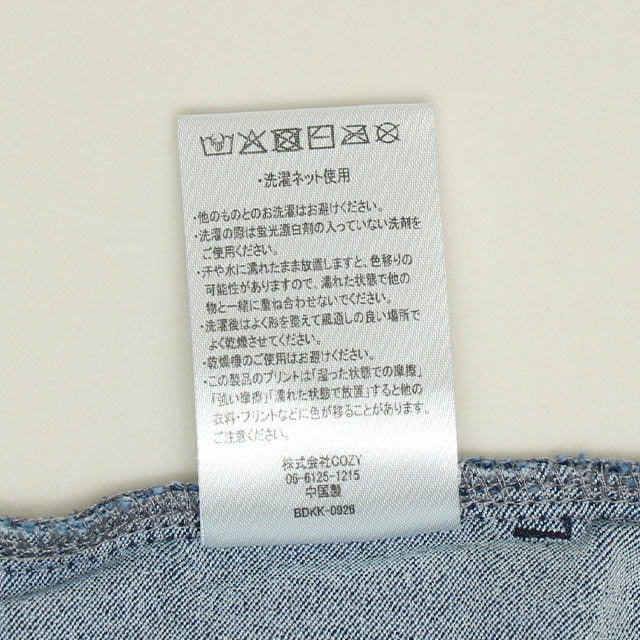 ・洗濯ネット使用
・他のものとのお洗濯はお避けください。
・洗濯の際は蛍光漂白剤の入っていない洗剤を
ご使用ください。
・汗や水に濡れたまま放置しますと、色移りの
可能性がありますので、濡れた状態で他の
物と一緒に重ね合わせないでください。
・洗濯後はよく形を整えて風通しの良い場所で
よく乾燥させてください。
・乾燥機のご使用はお避けください。
・この製品のプリントは「湿った状態での摩擦」
「強い摩擦」「濡れた状態で放置」すると他の
衣料・プリントなどに色が移ることがあります。
ご注意ください。
株式会社COZY
06-6125-1215
中国製
BDKK-0926